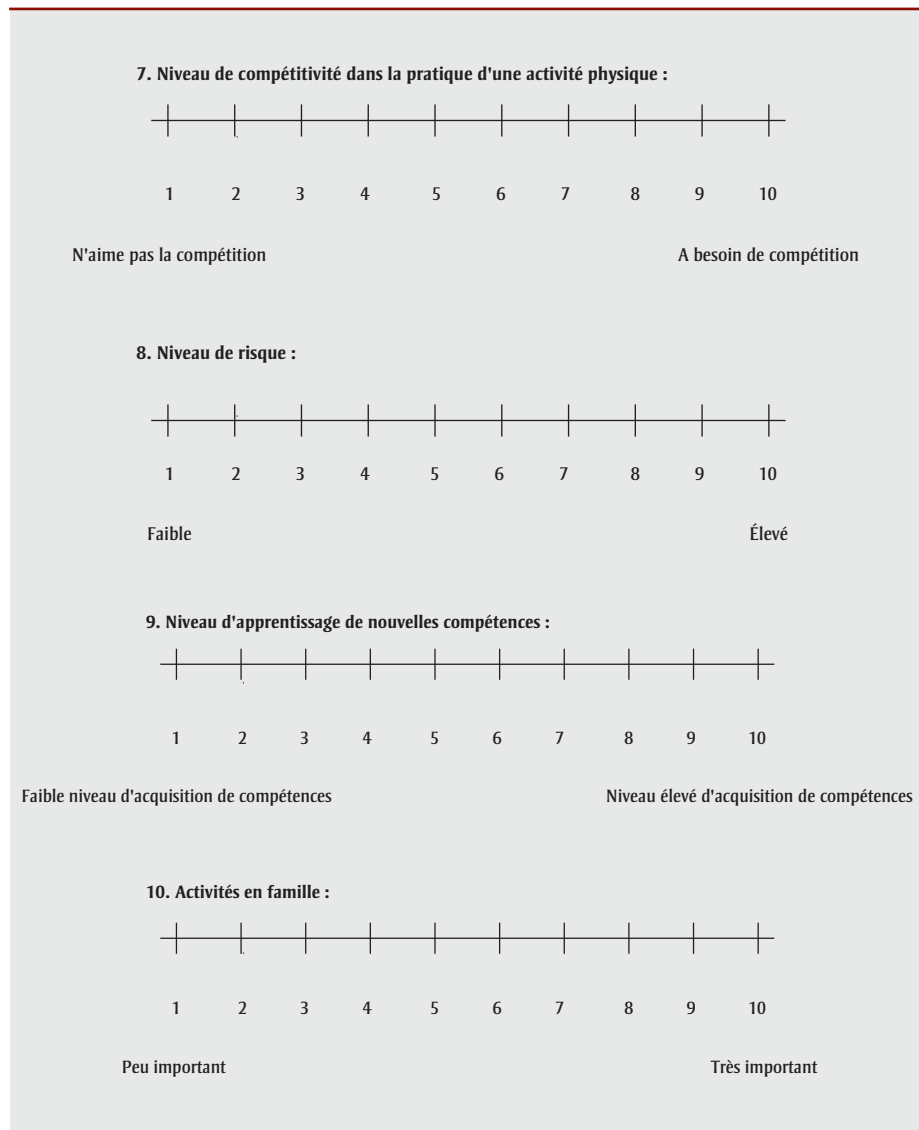 7. Niveau de compétitivité dans la pratique d'une activité physique :
1 2 3 4 5 6 7 8 9 10
N'aime pas la compétition A besoin de compétition
8. Niveau de risque :
1 2 3 4 5 6 7 8 9 10
Faible Élevé
9. Niveau d'apprentissage de nouvelles compétences :
1 2 3 4 5 6 7 8 9 10
Faible niveau d'acquisition de compétences Niveau élevé d'acquisition de compétences
10. Activités en famille :
1 2 3 4 5 6 7 8 9 10
Peu important Très important